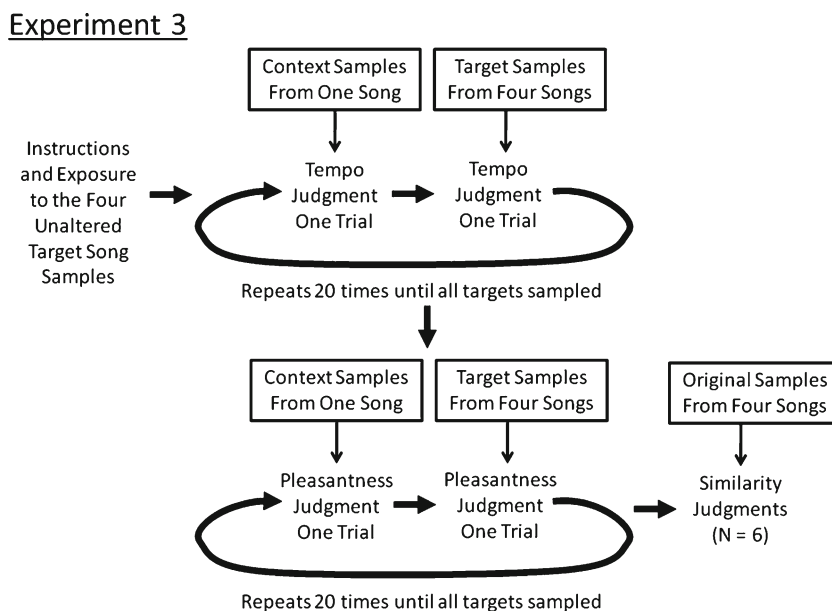 Experiment 3
Context Samples
From One Song
Target Samples
From Four Songs
Instructions
and Exposure
to the Four
Unaltered
Target Song
Samples
Tempo
Judgment
One Trial
Tempo
Judgment
One Trial
Repeats 20 times until all targets sampled
Context Samples
From One Song
Target Samples
From Four Songs
Original Samples
From Four Songs
Pleasantness
Judgment
One Trial
Pleasantness
Judgment
One Trial
Similarity
Judgments
(N = 6)
Repeats 20 times until all targets sampled